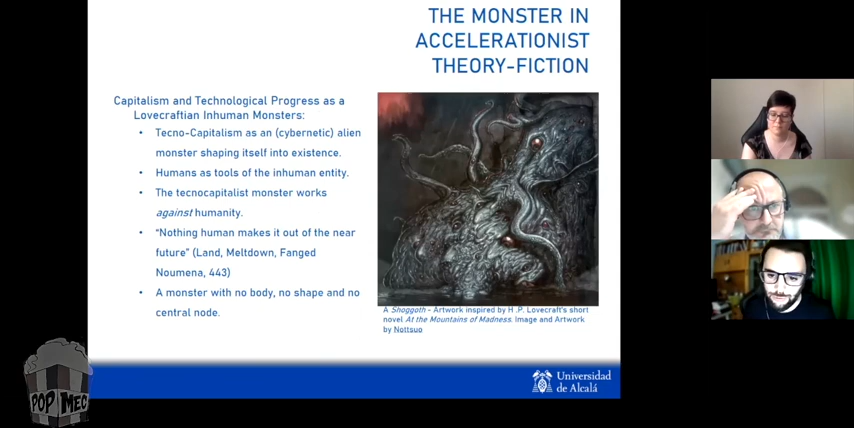 THE MONSTER IN
ACCELERATIONIST
THEORY-FICTION
Capitalism and Technological Progress as a
Lovecraftian Inhuman Monsters:
• Tecno-Capitalism as an (cybernetic) alien
monster shaping itself into existence.
• Humans as tools of the inhuman entity.
• The tecnocapitalist monster works
against humanity.
• “Nothing human makes it out of the near
future” (Land, Meltdown, Fanged
Noumena, 443)
• A monster with no body, no shape and no
central node.
A Shoggoth - Artwork inspired by H .P. Lovecraft's short
novel At the Mountains of Madness. Image and Artwork
by Nottsuo
Universidad
de Alcalá
POP MEC